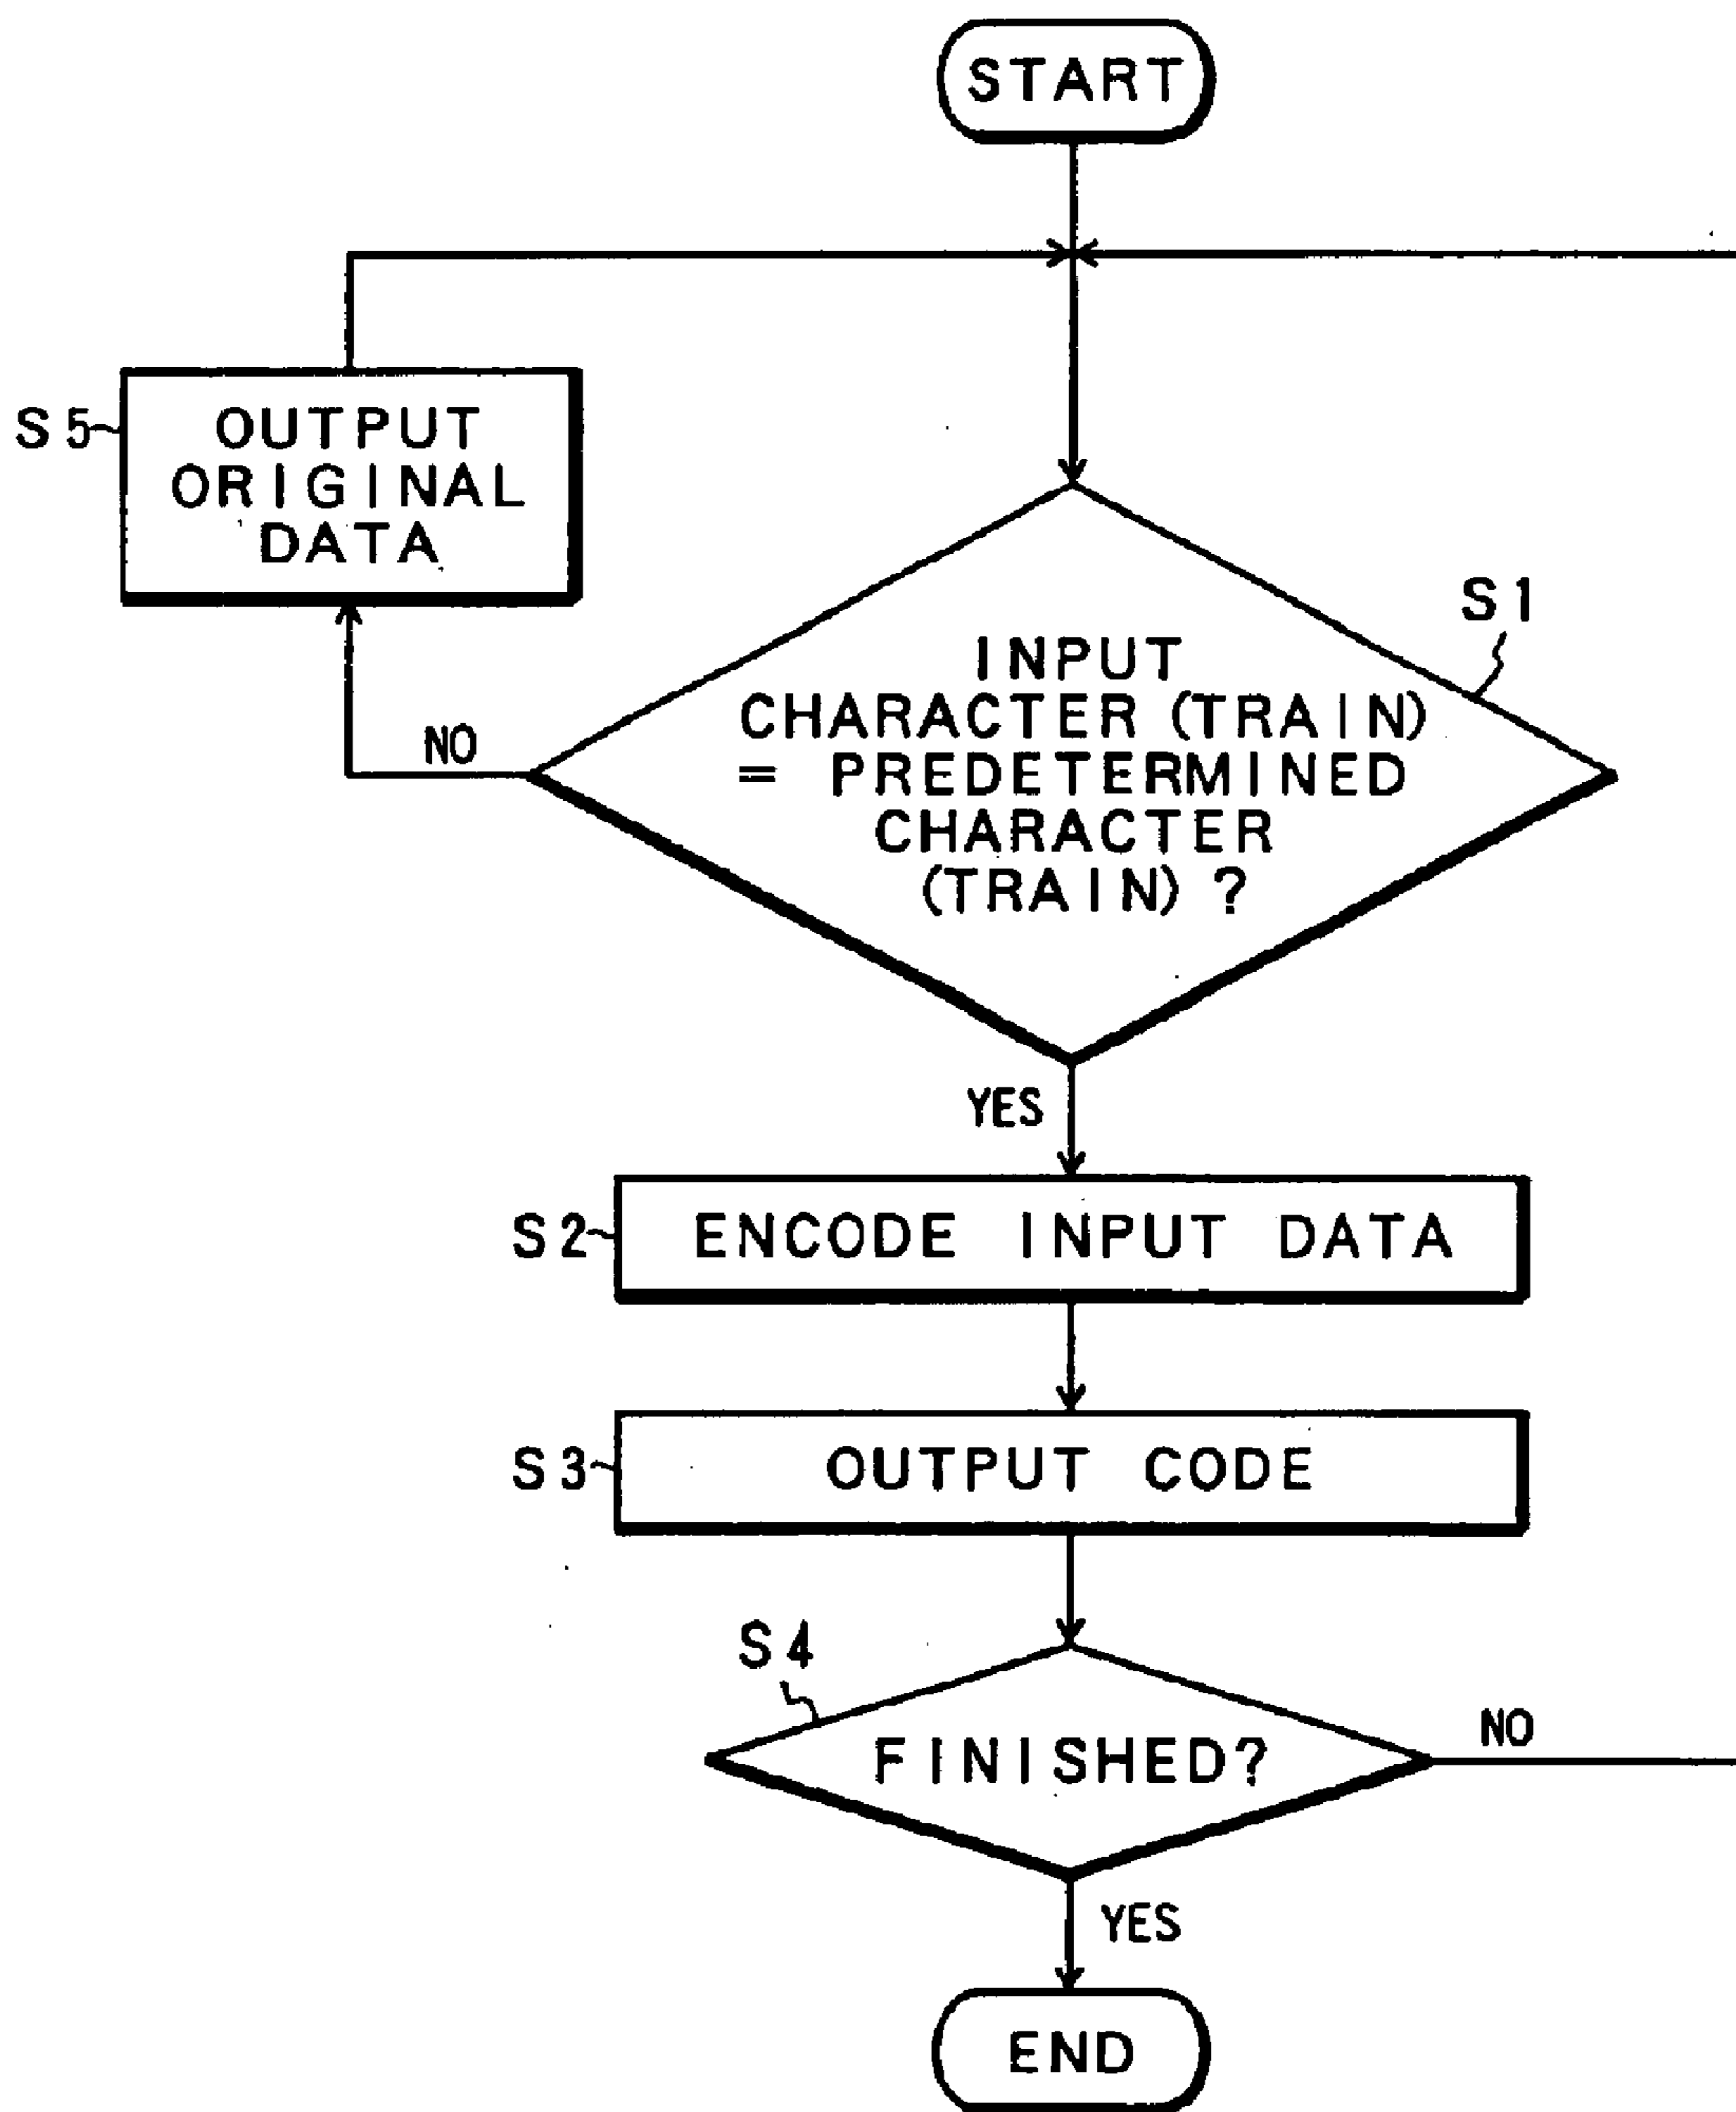 START
S5
OUTPUT
ORIGINAL
DATA
S1
INPUT
CHARACTER (TRAIN)
= PREDETERMINED
CHARACTER
(TRAIN) ?
NO
YES
S2
ENCODE INPUT DATA
S3
OUTPUT CODE
S4
FINISHED?
NO
YES
END